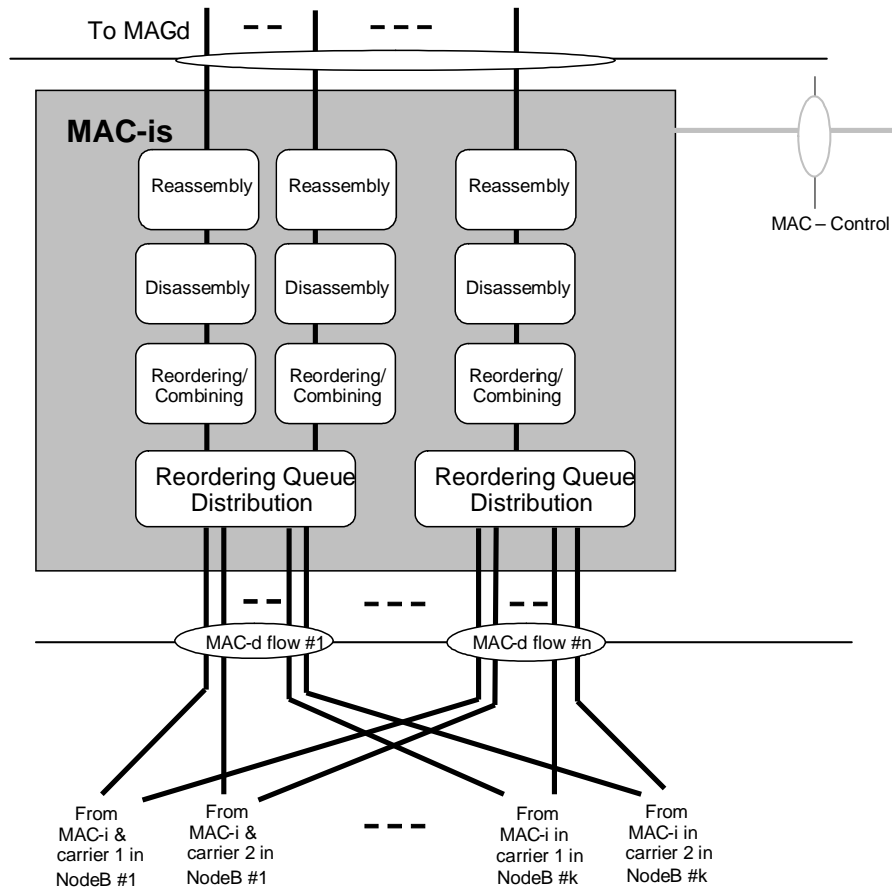 To MAGd
MAC-is
Reassembly
Reassembly
Reassembly
MAC – Control
Disassembly
Disassembly
Disassembly
Reordering/
Combining
Reordering/
Combining
Reordering/
Combining
Reordering Queue
Distribution
Reordering Queue
Distribution
MAC-d flow #1
MAC-d flow #n
From
MAC-i &
carrier 1 in
NodeB #1
From
MAC-i &
carrier 2 in
NodeB #1
From
MAC-i in
carrier 1 in
NodeB #k
From
MAC-i in
carrier 2 in
NodeB #k